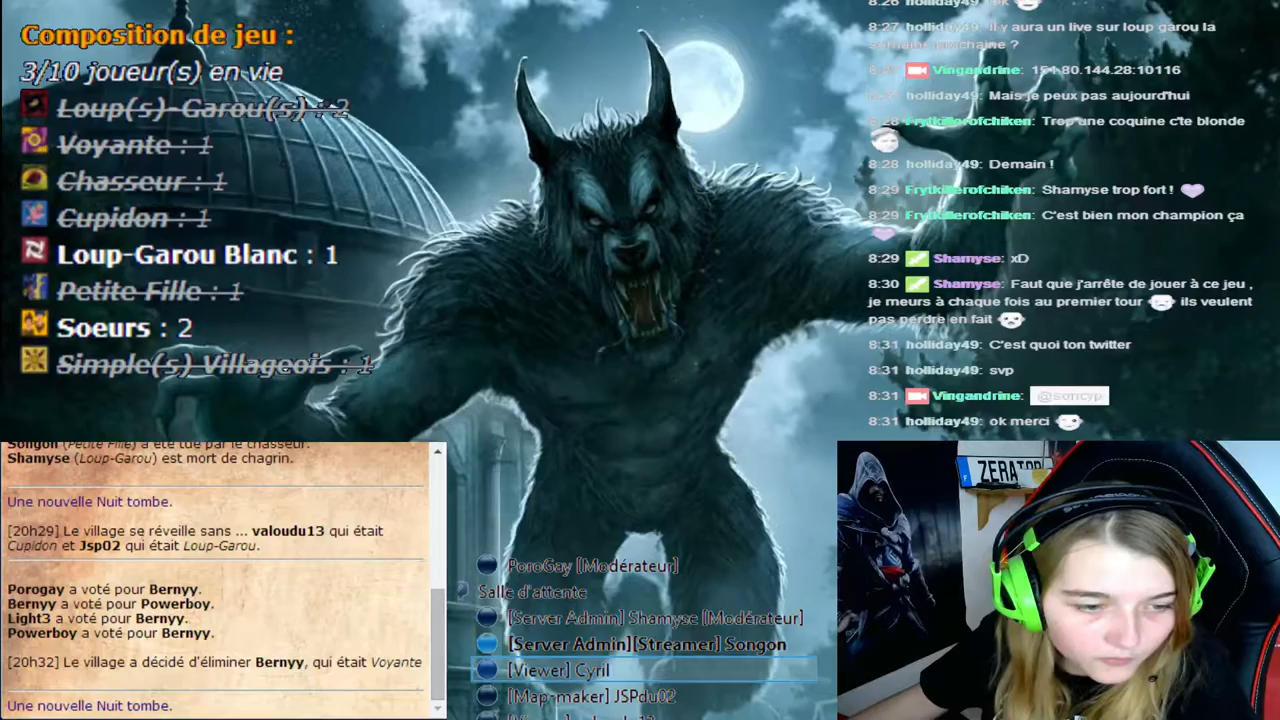 Composition de jeu :
3/10 joueur(s) en vie
Loup(s)-Garou(s) : 2
Voyante : 1
Chasseur : 1
Cupidon : 1
Loup-Garou Blanc : 1
Petite Fille : 1
Soeurs : 2
Simple(s) Villageois : 1
holliday49: il y aura un live sur loup garou la
semaine prochaine ?
Vingandrine: 151.80.144.28:10116
holliday49: Mais je peux pas aujourd'hui
8:28 Frytkillerofchiken: Trop une coquine c'te blonde
8:28 holliday49: Demain !
8:29 Frytkillerofchiken: Shamyse trop fort !
8:29 Frytkillerofchiken: C'est bien mon champion ça
8:29 Shamyse: xD
8:30 Shamyse: Faut que j'arrête de jouer à ce jeu ,
je meurs à chaque fois au premier tour ils veulent
pas perdre en fait
8:31 holliday49: C'est quoi ton twitter
8:31 holliday49: svp
8:31 Vingandrine: @soncyp
8:31 holliday49: ok merci
Songon (Petite Fille) a été tué par le chasseur.
Shamyse (Loup-Garou) est mort de chagrin.
Une nouvelle Nuit tombe.
[20h29] Le village se réveille sans ... valoudu13 qui était
Cupidon et Jsp02 qui était Loup-Garou.
Porogay a voté pour Bernyy.
Bernyy a voté pour Powerboy.
Light3 a voté pour Bernyy.
Powerboy a voté pour Bernyy.
[20h32] Le village a décidé d'éliminer Bernyy, qui était Voyante
Une nouvelle Nuit tombe.
PoroGay [Modérateur]
Salle d'attente
[Server Admin] Shamyse [Modérateur]
[Server Admin][Streamer] Songon
[Viewer] Cyril
[Map-maker] JSPdu02
ZERATOR